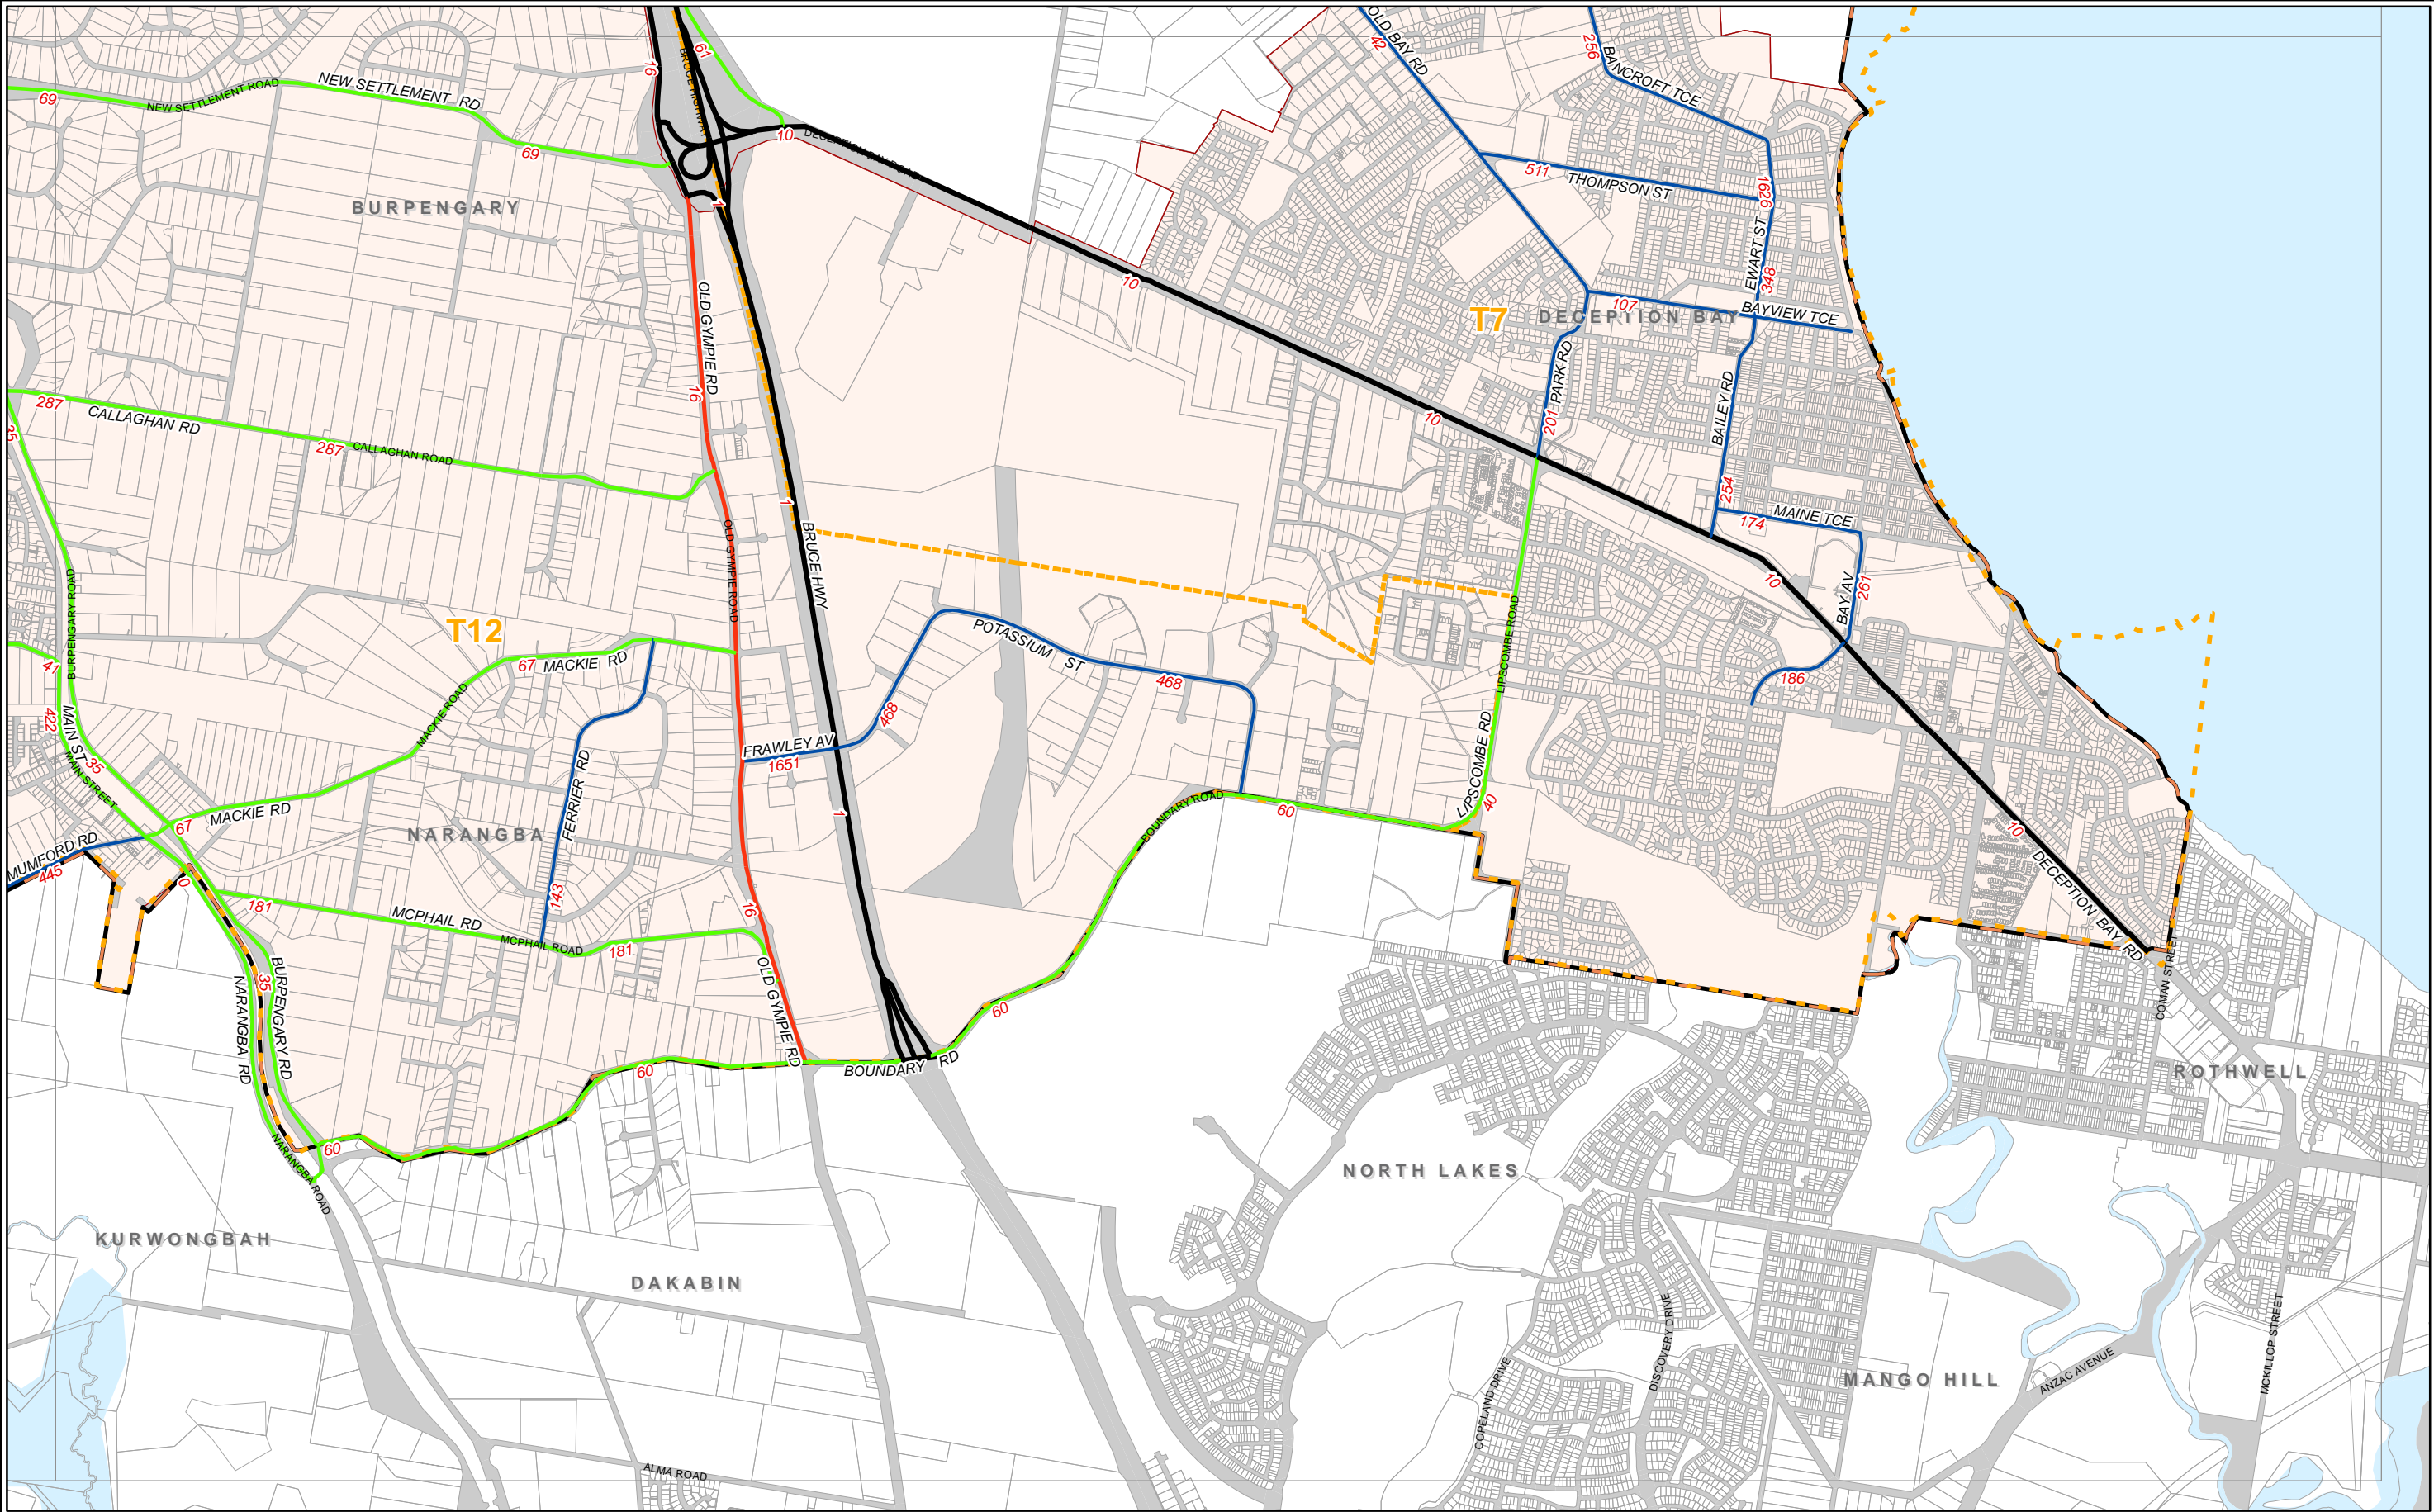 OLD BAY RD
42
256
BANCROFT TCE
61
16
BRUCE HIGHWAY
NEW SETTLEMENT RD
69
NEW SETTLEMENT ROAD
10
DECEPTION BAY ROAD
69
511
THOMPSON ST
1626
BURPENGARY
1
EWART ST
348
10
OLD GYMPIE RD
107
BAYVIEW TCE
T7
DECEPTION BAY
16
PARK RD
201
BAILEY RD
287
CALLAGHAN RD
10
35
287
CALLAGHAN ROAD
254
174
MAINE TCE
1
BRUCE HWY
OLD GYMPIE ROAD
10
BAY AV
261
BURPENGARY ROAD
T12
POTASSIUM ST
LIPSCOMBE ROAD
41
67
MACKIE RD
468
186
422
MAIN ST
MACKIE ROAD
468
35
FRAWLEY AV
1651
LIPSCOMBE RD
MAIN STREET
FERRIER RD
1
BOUNDARY ROAD
60
40
67
MACKIE RD
NARANGBA
10
MUMFORD RD
445
0
143
DECEPTION BAY RD
181
MCPHAIL RD
16
MCPHAIL ROAD
181
COMAN STREET
35
NARANGBA RD
BURPENGARY RD
OLD GYMPIE RD
60
60
BOUNDARY RD
ROTHWELL
60
NARANGBA ROAD
NORTH LAKES
KURWONGBAH
DAKABIN
DISCOVERY DRIVE
MCKILLOP STREET
MANGO HILL
ANZAC AVENUE
COPELAND DRIVE
ALMA ROAD